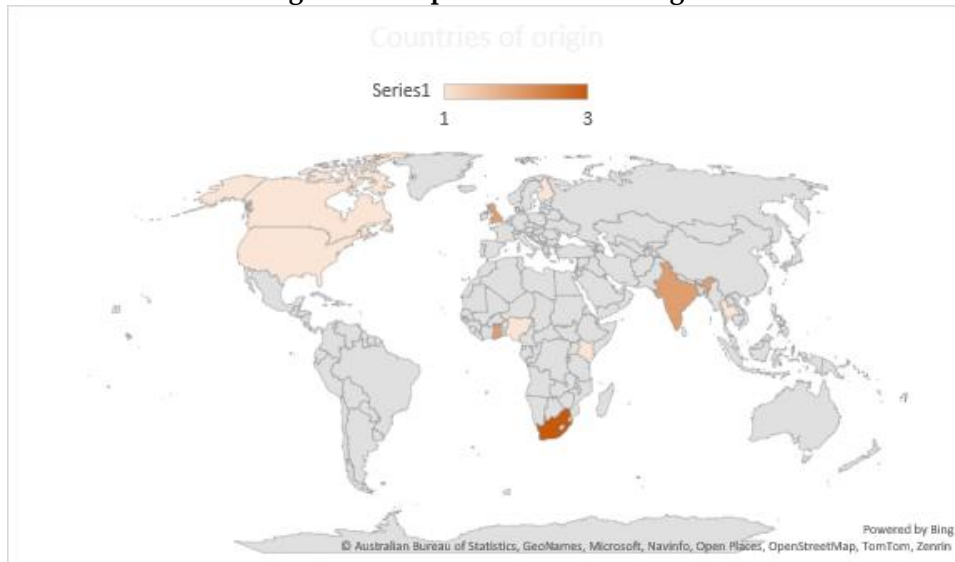 Countries of origin
Series1
1 3
Powered by Bing
© Australian Bureau of Statistics, GeoNames, Microsoft, Navinfo, Open Places, OpenStreetMap, TomTom, Zenrin